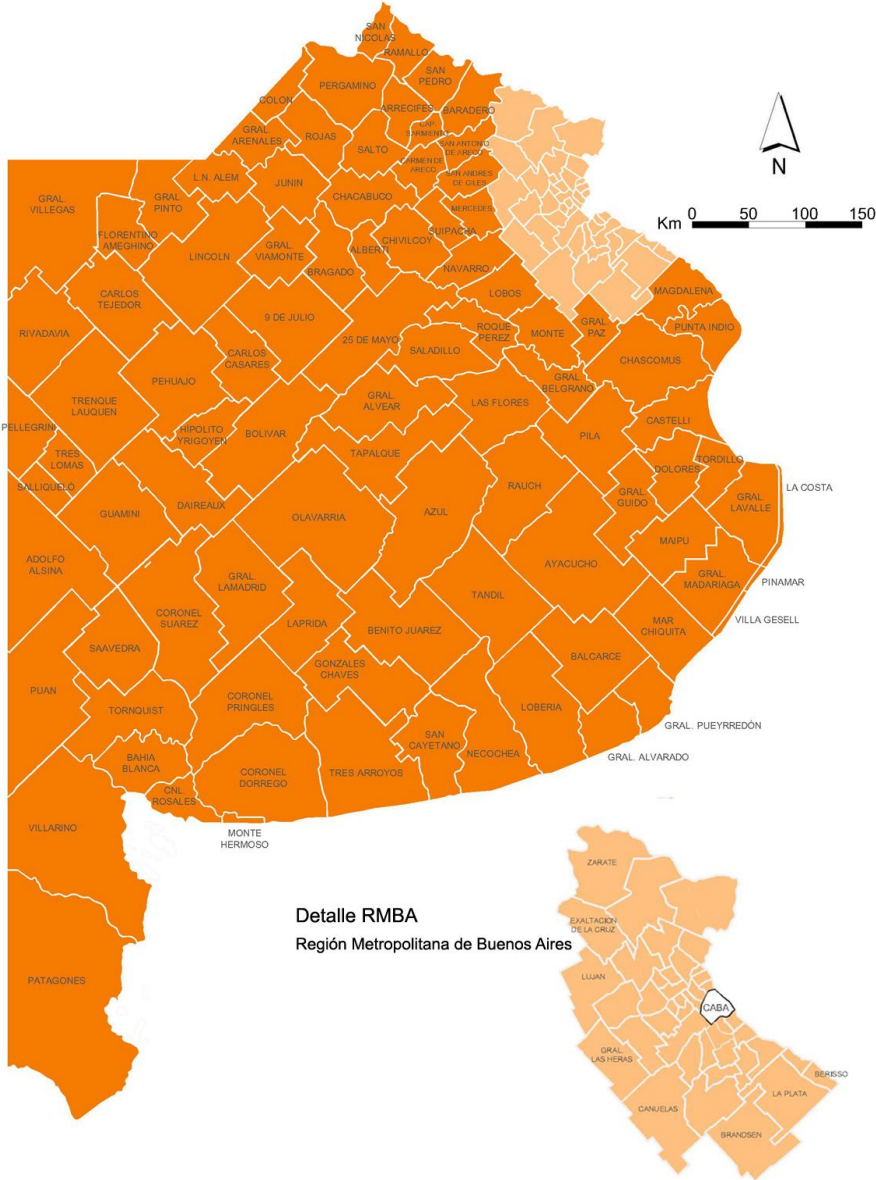 SAN
NICOLAS
RAMALLO
SAN
PEDRO
PERGAMINO
COLON
ARRECIFES
BARADERO
CAP.
SARMIENTO
GRAL.
ARENALES
ROJAS
SALTO
SAN ANTONIO
DE ARECO
CARMEN DE
ARECO
SAN ANDRES
DE GILES
N
GRAL.
VILLEGAS
GRAL.
PINTO
L.N. ALEM
JUNIN
CHACABUCO
MERCEDES
Km 0 50 100 150
FLORENTINO
AMEGHINO
LINCOLN
GRAL.
VIAMONTE
BRAGADO
ALBERTI
CHIVILCOY
SUIPACHA
NAVARRO
LOBOS
CARLOS
TEJEDOR
MAGDALENA
RIVADAVIA
9 DE JULIO
25 DE MAYO
ROQUE
PEREZ
MONTE
GRAL.
PAZ
PUNTA INDIO
SALADILLO
CHASCOMUS
CARLOS
CASARES
PEHUAJO
TRENQUE
LAUQUEN
GRAL.
ALVEAR
LAS FLORES
GRAL.
BELGRANO
CASTELLI
PELLEGRINI
HIPOLITO
YRIGOYEN
BOLIVAR
PILA
TRES
LOMAS
TAPALQUE
TORDILLO
DOLORES
SALLIQUELÓ
RAUCH
GRAL.
GUIDO
GRAL.
LAVALLE
LA COSTA
GUAMINI
DAIREAUX
OLAVARRIA
AZUL
MAIPU
ADOLFO
ALSINA
AYACUCHO
GRAL.
MADARIAGA
PINAMAR
GRAL.
LAMADRID
TANDIL
VILLA GESELL
CORONEL
SUAREZ
LAPRIDA
BENITO JUAREZ
MAR
CHIQUITA
SAAVEDRA
BALCARCE
GONZALES
CHAVES
PUAN
CORONEL
PRINGLES
TORNQUIST
LOBERIA
GRAL. PUEYRREDÓN
SAN
CAYETANO
NECOCHEA
GRAL. ALVARADO
BAHIA
BLANCA
CORONEL
DORREGO
TRES ARROYOS
CNL.
ROSALES
VILLARINO
MONTE
HERMOSO
PATAGONES
Detalle RMBA
Región Metropolitana de Buenos Aires
ZARATE
EXALTACION
DE LA CRUZ
LUJAN
CABA
GRAL.
LAS HERAS
BERISSO
LA PLATA
CANUELAS
BRANDSEN